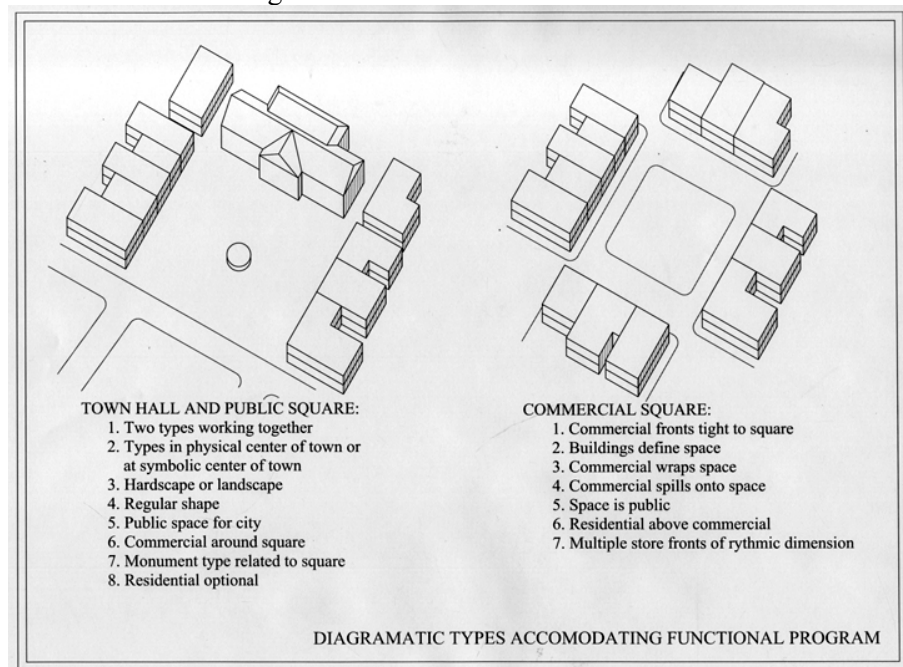 TOWN HALL AND PUBLIC SQUARE:
1. Two types working together
2. Types in physical center of town or
at symbolic center of town
3. Hardscape or landscape
4. Regular shape
5. Public space for city
6. Commercial around square
7. Monument type related to square
8. Residential optional
COMMERCIAL SQUARE:
1. Commercial fronts tight to square
2. Buildings define space
3. Commercial wraps space
4. Commercial spills onto space
5. Space is public
6. Residential above commercial
7. Multiple store fronts of rythmic dimension
DIAGRAMATIC TYPES ACCOMODATING FUNCTIONAL PROGRAM